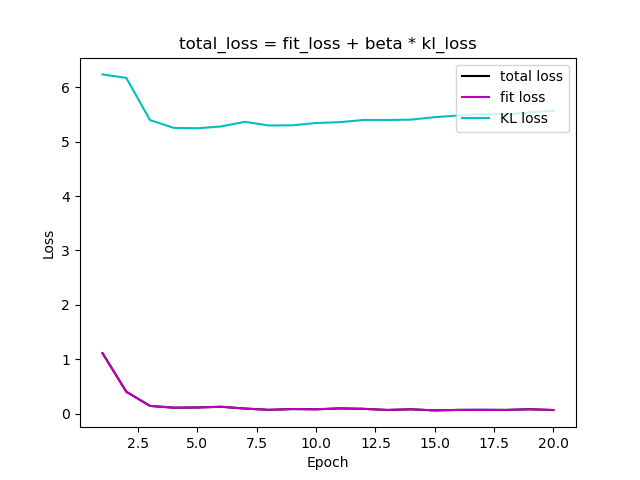 total_loss = fit_loss + beta * kl_loss
total loss
fit loss
KL loss
6
5
4
3
2
1
0
Loss
2.5 5.0 7.5 10.0 12.5 15.0 17.5 20.0
Epoch